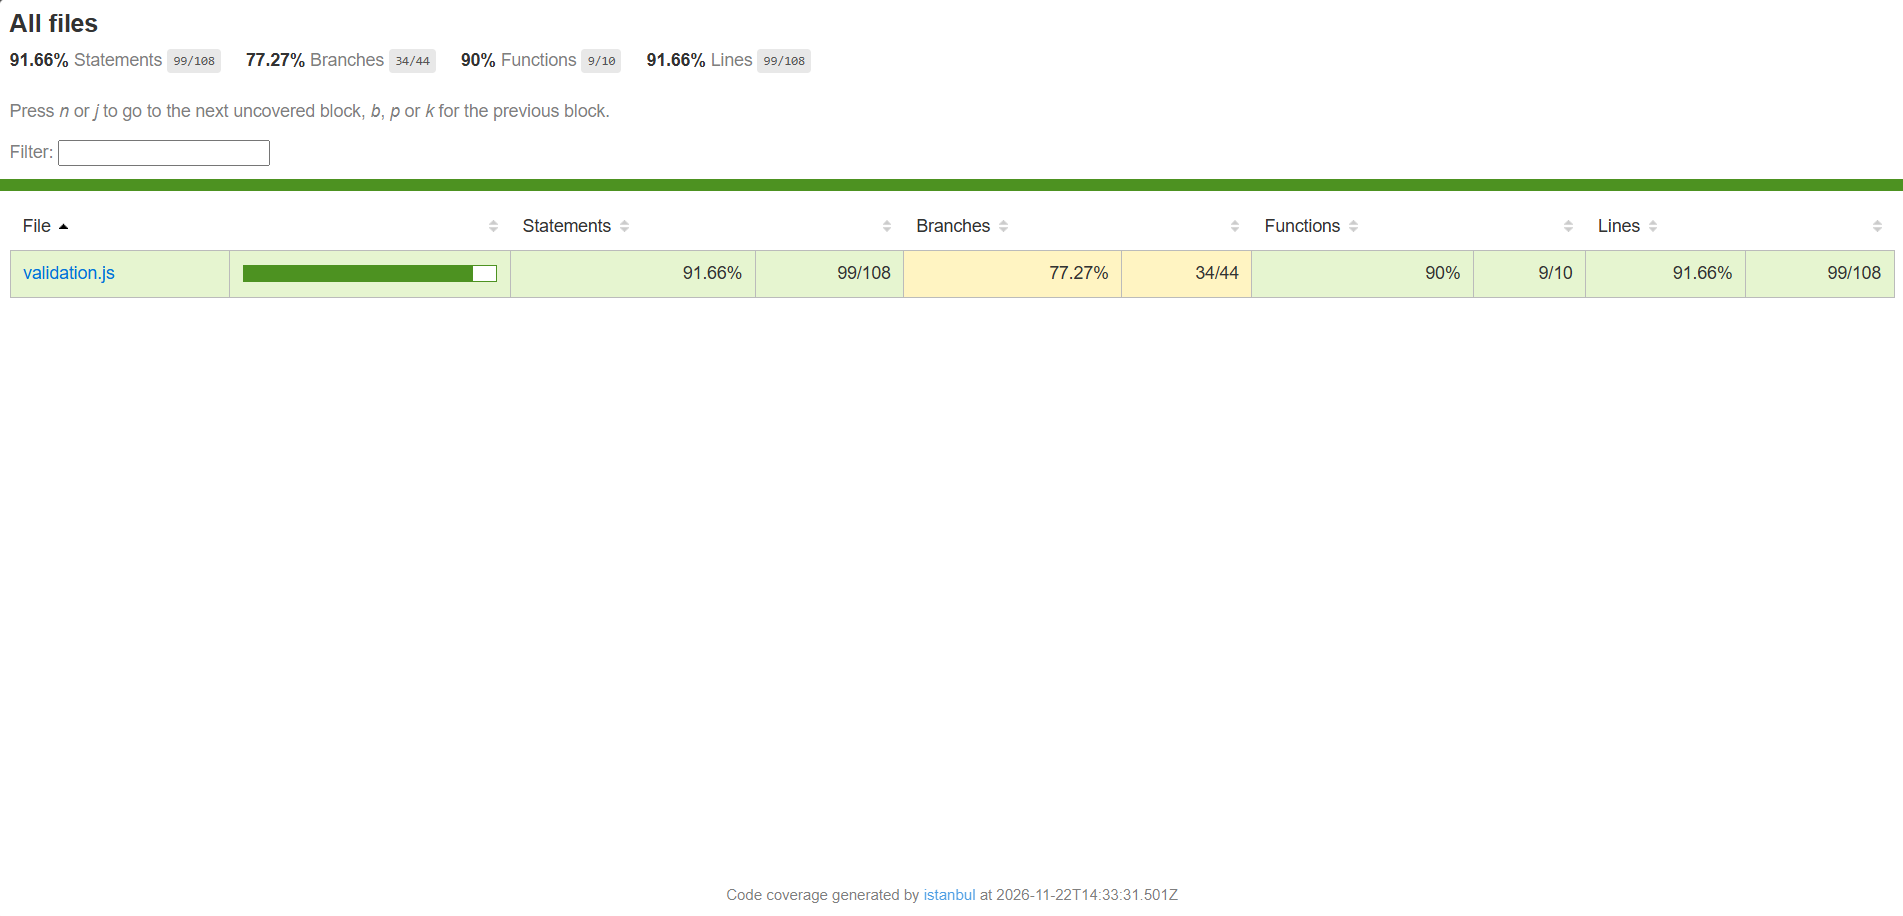 All files
91.66% Statements 99/108 77.27% Branches 34/44 90% Functions 9/10 91.66% Lines 99/108
Press n or j to go to the next uncovered block, b, p or k for the previous block.
Filter:
File Statements Branches Functions Lines
validation.js 91.66% 99/108 77.27% 34/44 90% 9/10 91.66% 99/108
Code coverage generated by istanbul at 2026-11-22T14:33:31.501Z